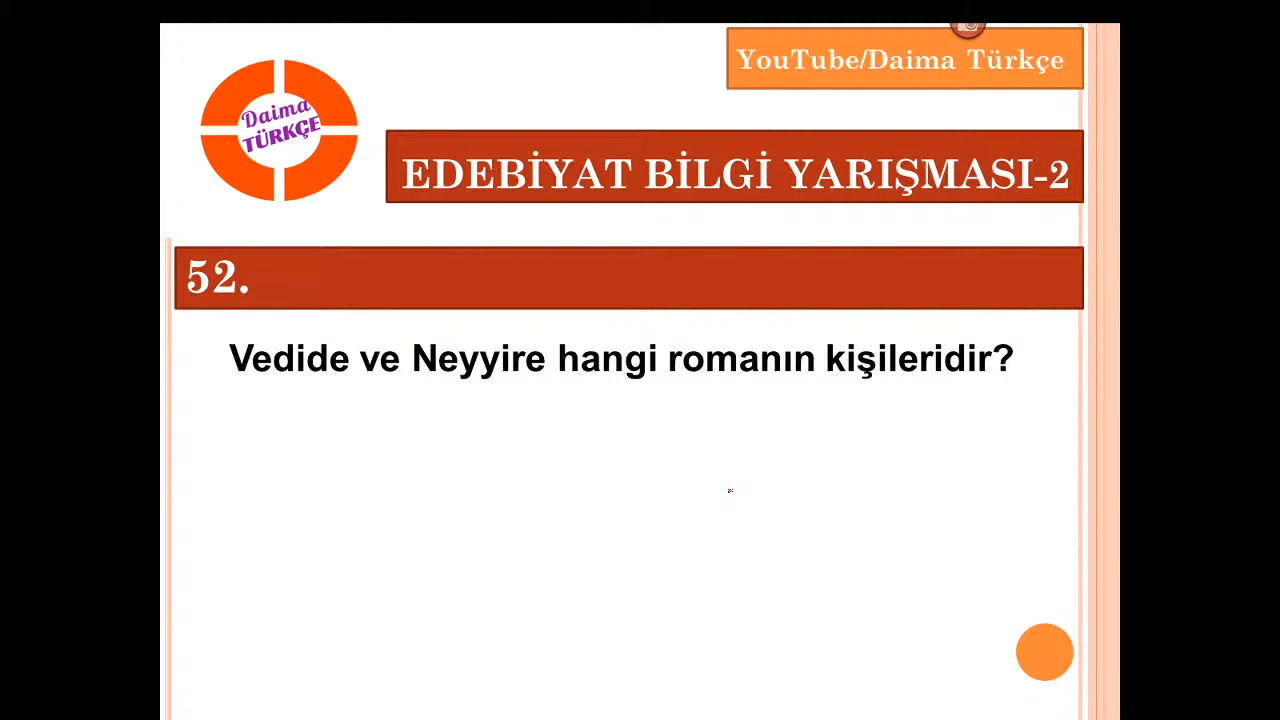 YouTube/Daima Türkçe
Daima
TÜRKÇE
EDEBİYAT BİLGİ YARIŞMASI-2
52.
Vedide ve Neyyire hangi romanın kişileridir?